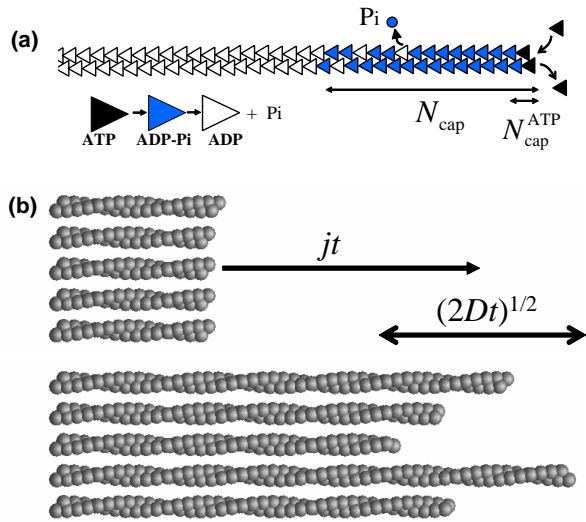 (a)
Pi
ATP
ADP-Pi
ADP
+ Pi
N_cap
N_cap^ATP
(b)
jt
(2Dt)^1/2